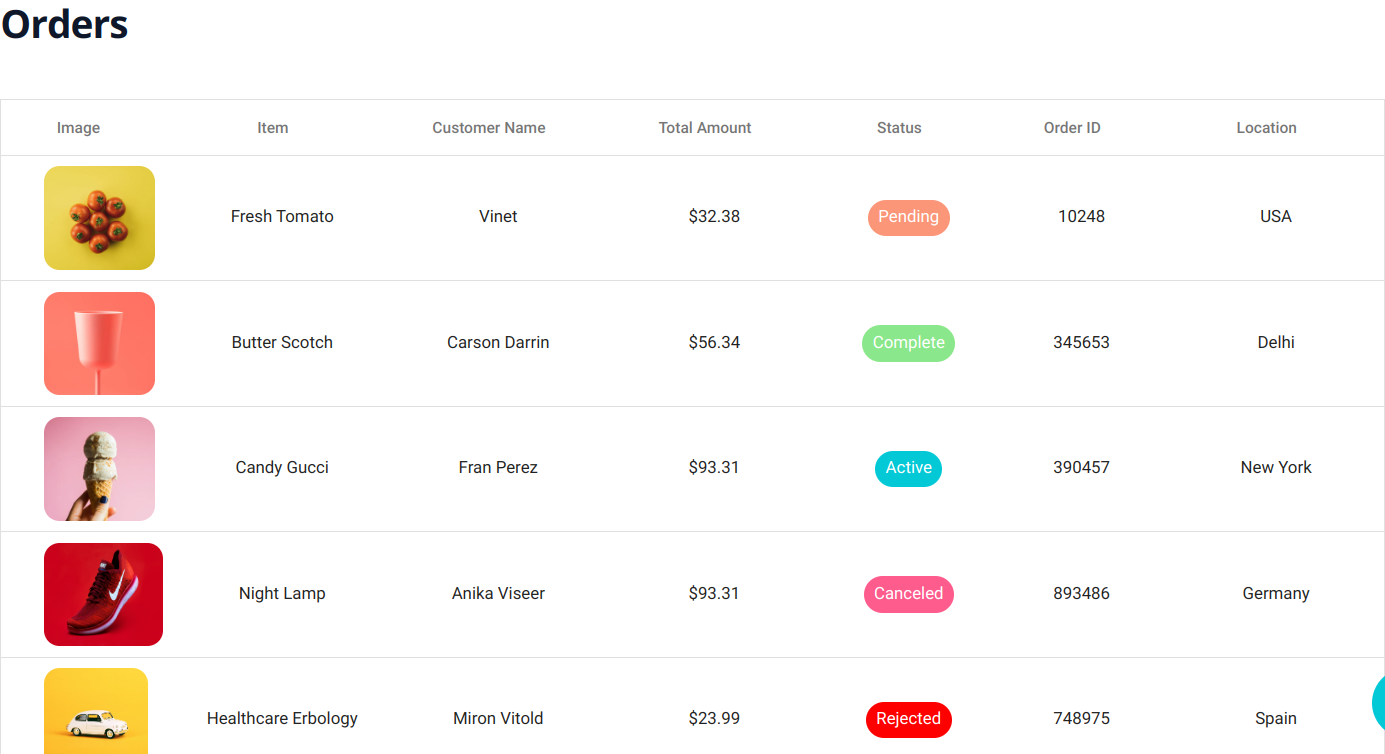 Orders
Image Item Customer Name Total Amount Status Order ID Location
Fresh Tomato Vinet $32.38 Pending 10248 USA
Butter Scotch Carson Darrin $56.34 Complete 345653 Delhi
Candy Gucci Fran Perez $93.31 Active 390457 New York
Night Lamp Anika Viseer $93.31 Canceled 893486 Germany
Healthcare Erbology Miron Vitold $23.99 Rejected 748975 Spain